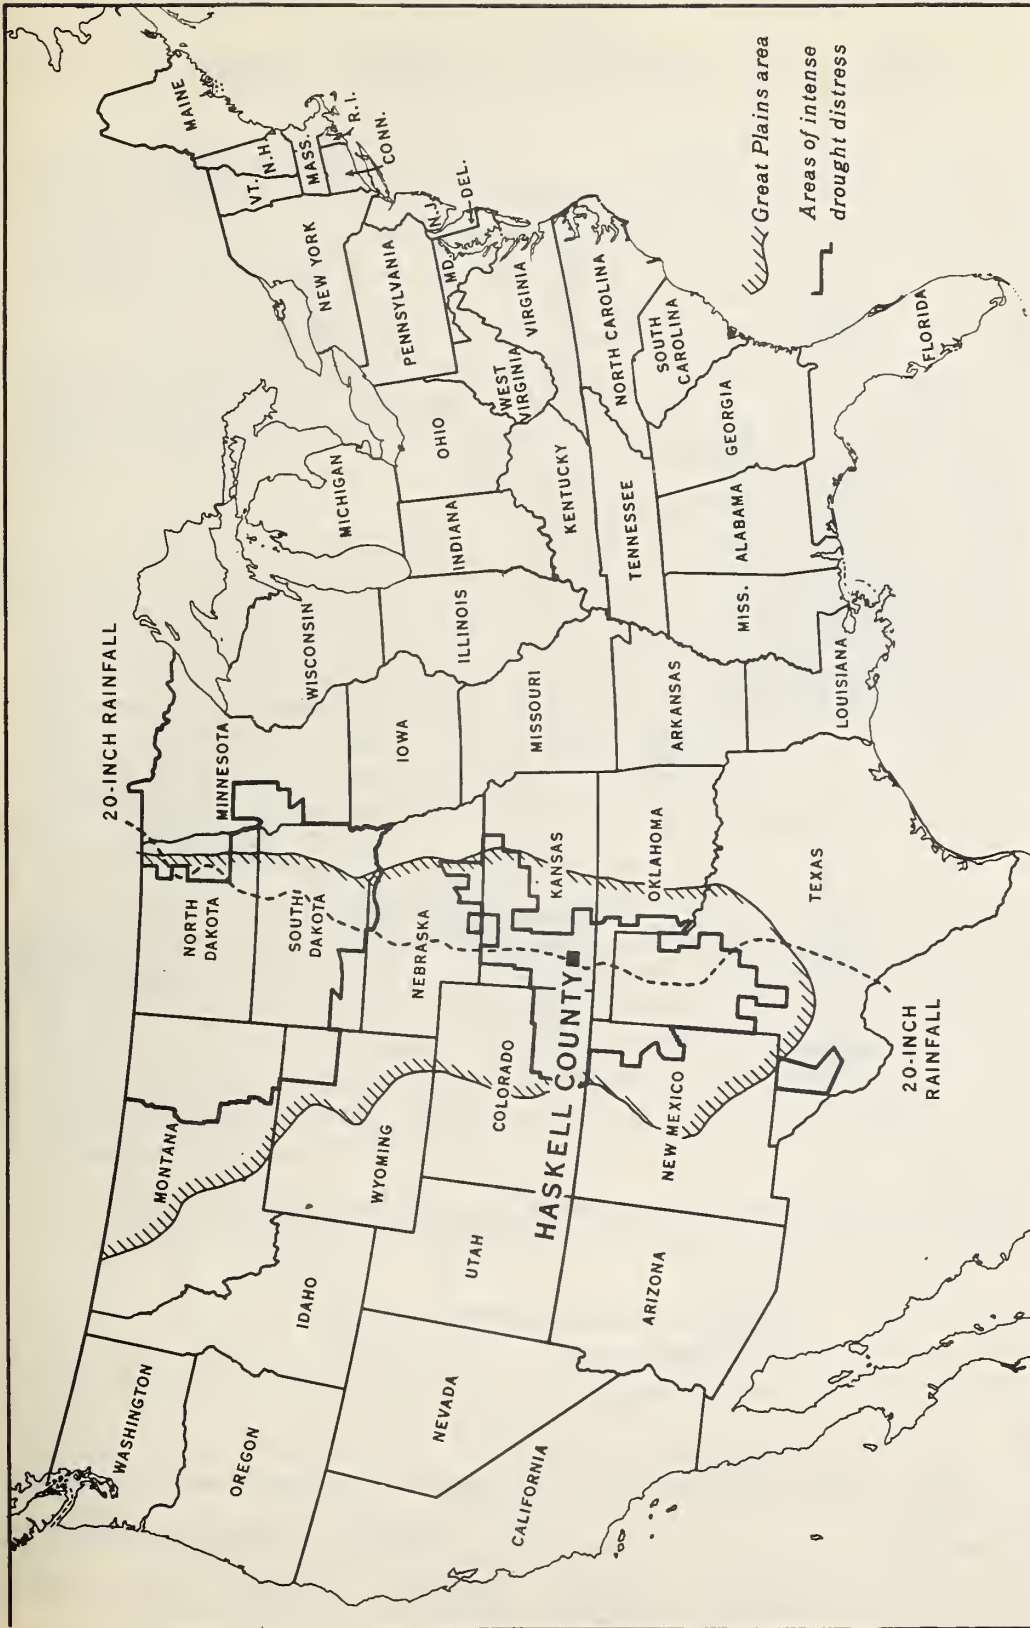 20-INCH RAINFALL
WASHINGTON
OREGON
CALIFORNIA
NEVADA
IDAHO
MONTANA
WYOMING
UTAH
ARIZONA
COLORADO
NEW MEXICO
NORTH
DAKOTA
SOUTH
DAKOTA
NEBRASKA
KANSAS
OKLAHOMA
TEXAS
HASKELL COUNTY
MINNESOTA
IOWA
MISSOURI
ARKANSAS
LOUISIANA
WISCONSIN
ILLINOIS
MICHIGAN
INDIANA
OHIO
KENTUCKY
TENNESSEE
MISS.
ALABAMA
GEORGIA
FLORIDA
SOUTH
CAROLINA
NORTH CAROLINA
VIRGINIA
WEST
VIRGINIA
MD.
DEL.
N.J.
PENNSYLVANIA
NEW YORK
VT.
N.H.
MAINE
MASS.
R.I.
CONN.
20-INCH
RAINFALL
Great Plains area
Areas of intense
drought distress